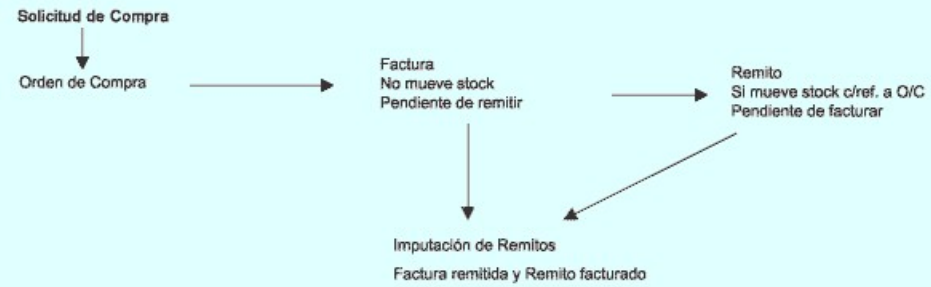 Solicitud de Compra
Orden de Compra
Factura
No mueve stock
Pendiente de remitir
Remito
Si mueve stock c/ref. a O/C
Pendiente de facturar
Imputación de Remitos
Factura remitida y Remito facturado